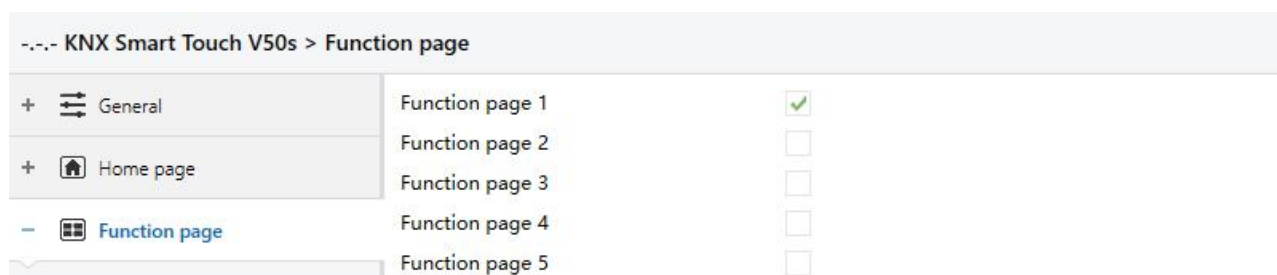 -.-.- KNX Smart Touch V50s > Function page
+ General
+ Home page
– Function page
Function page 1
Function page 2
Function page 3
Function page 4
Function page 5